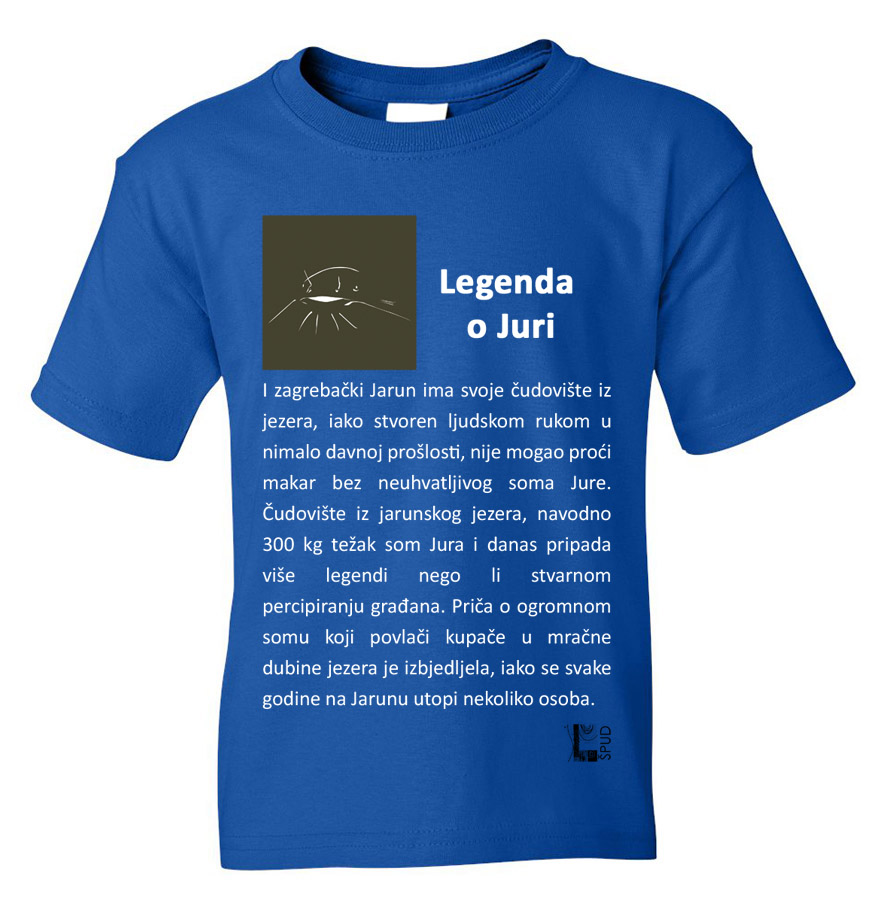 Legenda
o Juri
I zagrebački Jarun ima svoje čudovište iz
jezera, iako stvoren ljudskom rukom u
nimalo davnoj prošlosti, nije mogao proći
makar bez neuhvatljivog soma Jure.
Čudovište iz jarunskog jezera, navodno
300 kg težak som Jura i danas pripada
više legendi nego li stvarnom
percipiranju građana. Priča o ogromnom
somu koji povlači kupače u mračne
dubine jezera je izbjedljela, iako se svake
godine na Jarunu utopi nekoliko osoba.
ŠPUD